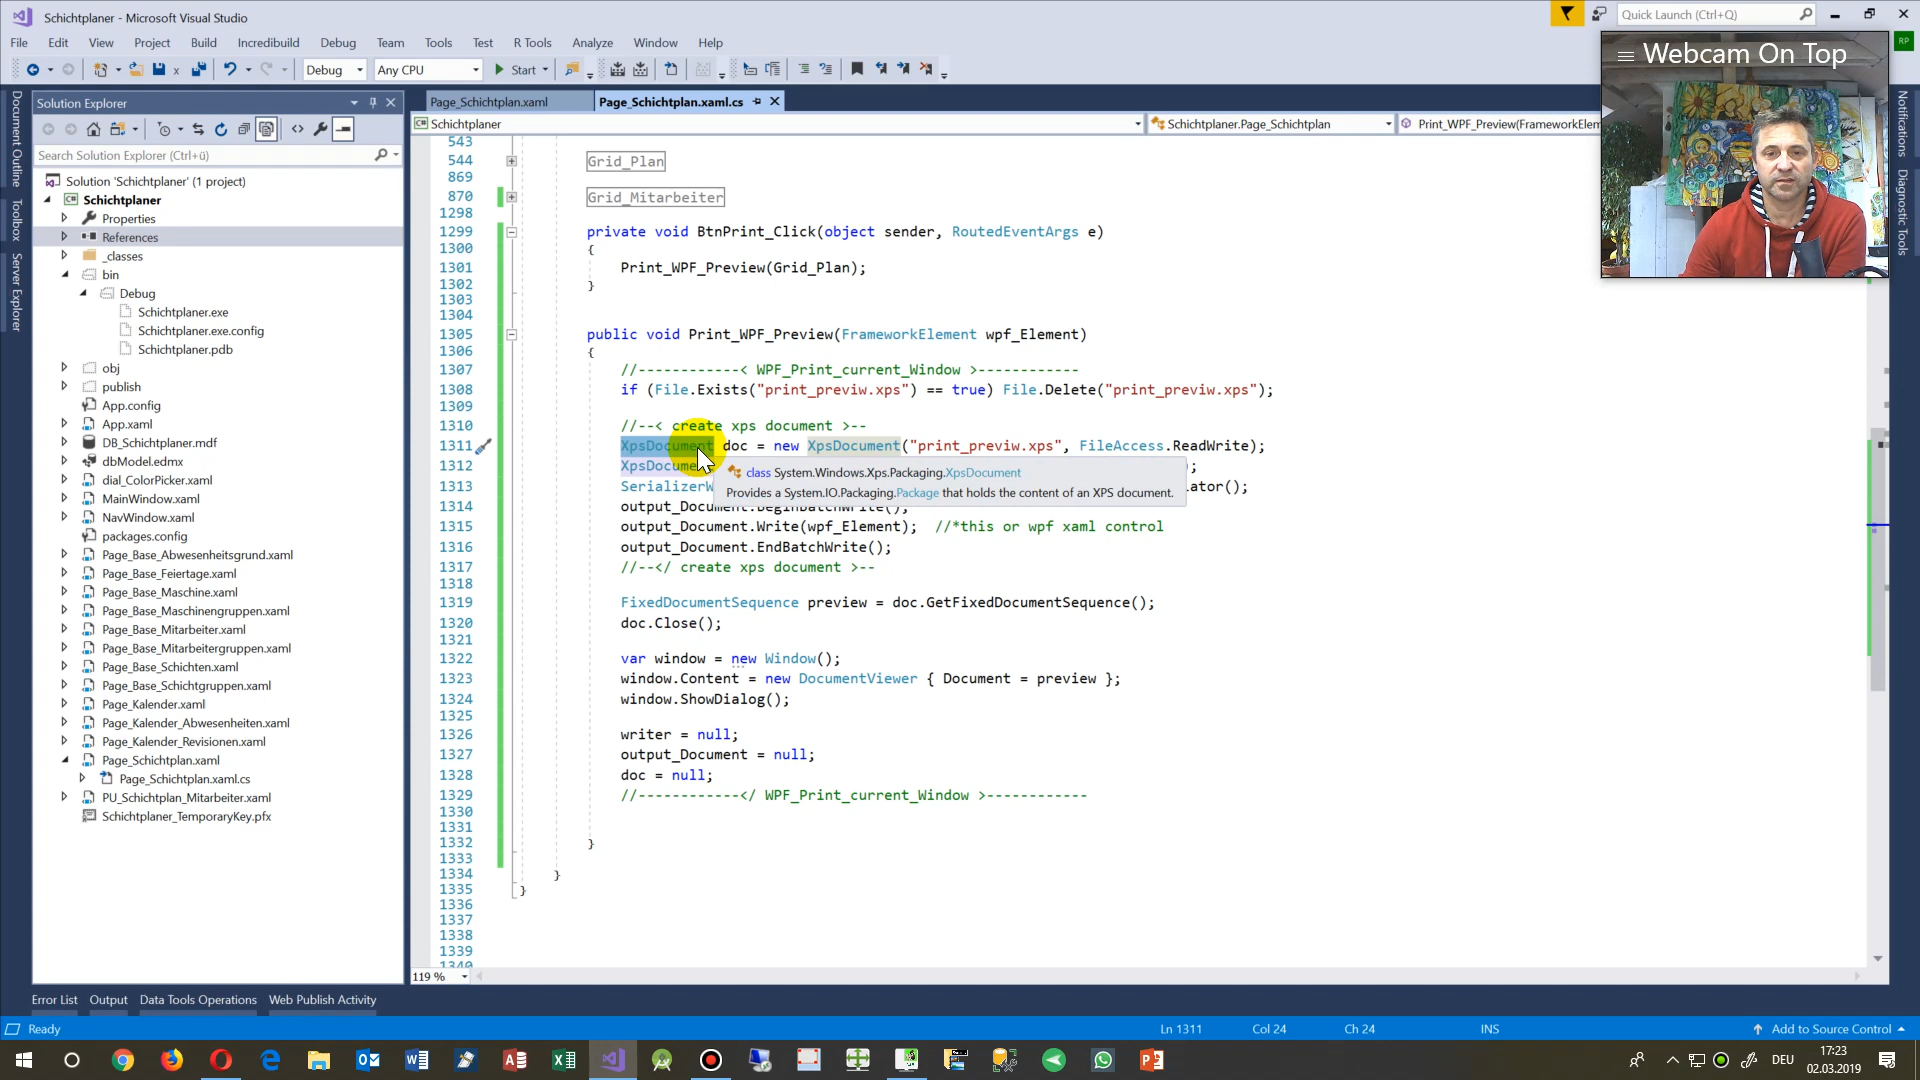 Schichtplaner - Microsoft Visual Studio
Quick Launch (Ctrl+Q)
File Edit View Project Build Incredibuild Debug Team Tools Test R Tools Analyze Window Help
RP
Debug Any CPU Start
Webcam On Top
Document Outline
Toolbox
Server Explorer
Notifications
Diagnostic Tools
Solution Explorer
Search Solution Explorer (Ctrl+ü)
Solution 'Schichtplaner' (1 project)
Schichtplaner
Properties
References
_classes
bin
Debug
Schichtplaner.exe
Schichtplaner.exe.config
Schichtplaner.pdb
obj
publish
App.config
App.xaml
DB_Schichtplaner.mdf
dbModel.edmx
dial_ColorPicker.xaml
MainWindow.xaml
NavWindow.xaml
packages.config
Page_Base_Abwesenheitsgrund.xaml
Page_Base_Feiertage.xaml
Page_Base_Maschine.xaml
Page_Base_Maschinengruppen.xaml
Page_Base_Mitarbeiter.xaml
Page_Base_Mitarbeitergruppen.xaml
Page_Base_Schichten.xaml
Page_Base_Schichtgruppen.xaml
Page_Kalender.xaml
Page_Kalender_Abwesenheiten.xaml
Page_Kalender_Revisionen.xaml
Page_Schichtplan.xaml
Page_Schichtplan.xaml.cs
PU_Schichtplan_Mitarbeiter.xaml
Schichtplaner_TemporaryKey.pfx
Page_Schichtplan.xaml Page_Schichtplan.xaml.cs
Schichtplaner Schichtplaner.Page_Schichtplan Print_WPF_Preview(FrameworkElem
543
544 Grid_Plan
869
870 Grid_Mitarbeiter
1298
1299 private void BtnPrint_Click(object sender, RoutedEventArgs e)
1300 {
1301 Print_WPF_Preview(Grid_Plan);
1302 }
1303
1304
1305 public void Print_WPF_Preview(FrameworkElement wpf_Element)
1306 {
1307 //------------< WPF_Print_current_Window >------------
1308 if (File.Exists("print_previw.xps") == true) File.Delete("print_previw.xps");
1309
1310 //--< create xps document >--
1311 XpsDocument doc = new XpsDocument("print_previw.xps", FileAccess.ReadWrite);
1312 XpsDocume );
class System.Windows.Xps.Packaging.XpsDocument
1313 SerializerW lator();
Provides a System.IO.Packaging.Package that holds the content of an XPS document.
1314 output_Document.BeginBatchWrite();
1315 output_Document.Write(wpf_Element); //*this or wpf xaml control
1316 output_Document.EndBatchWrite();
1317 //--</ create xps document >--
1318
1319 FixedDocumentSequence preview = doc.GetFixedDocumentSequence();
1320 doc.Close();
1321
1322 var window = new Window();
1323 window.Content = new DocumentViewer { Document = preview };
1324 window.ShowDialog();
1325
1326 writer = null;
1327 output_Document = null;
1328 doc = null;
1329 //------------</ WPF_Print_current_Window >------------
1330
1331
1332 }
1333
1334 }
1335 }
1336
1337
1338
1339
1340
119 %
Error List Output Data Tools Operations Web Publish Activity
Ready Ln 1311 Col 24 Ch 24 INS Add to Source Control
DEU
17:23
02.03.2019